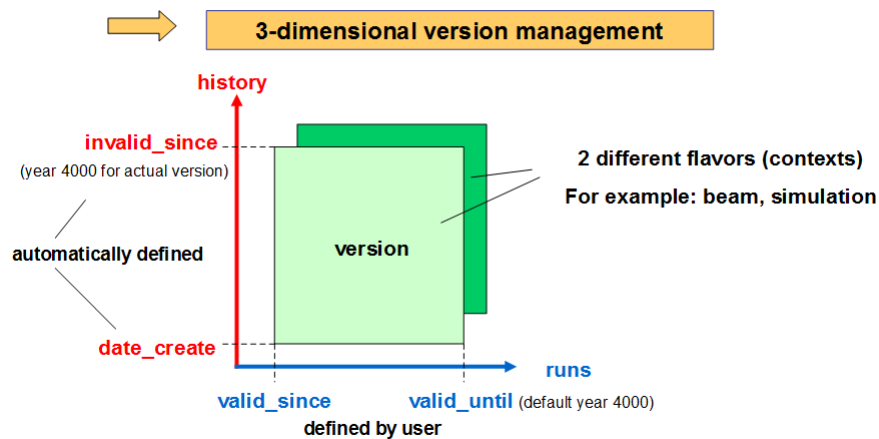 3-dimensional version management
history
invalid_since
(year 4000 for actual version)
2 different flavors (contexts)
For example: beam, simulation
automatically defined
version
date_create
runs
valid_since
valid_until (default year 4000)
defined by user